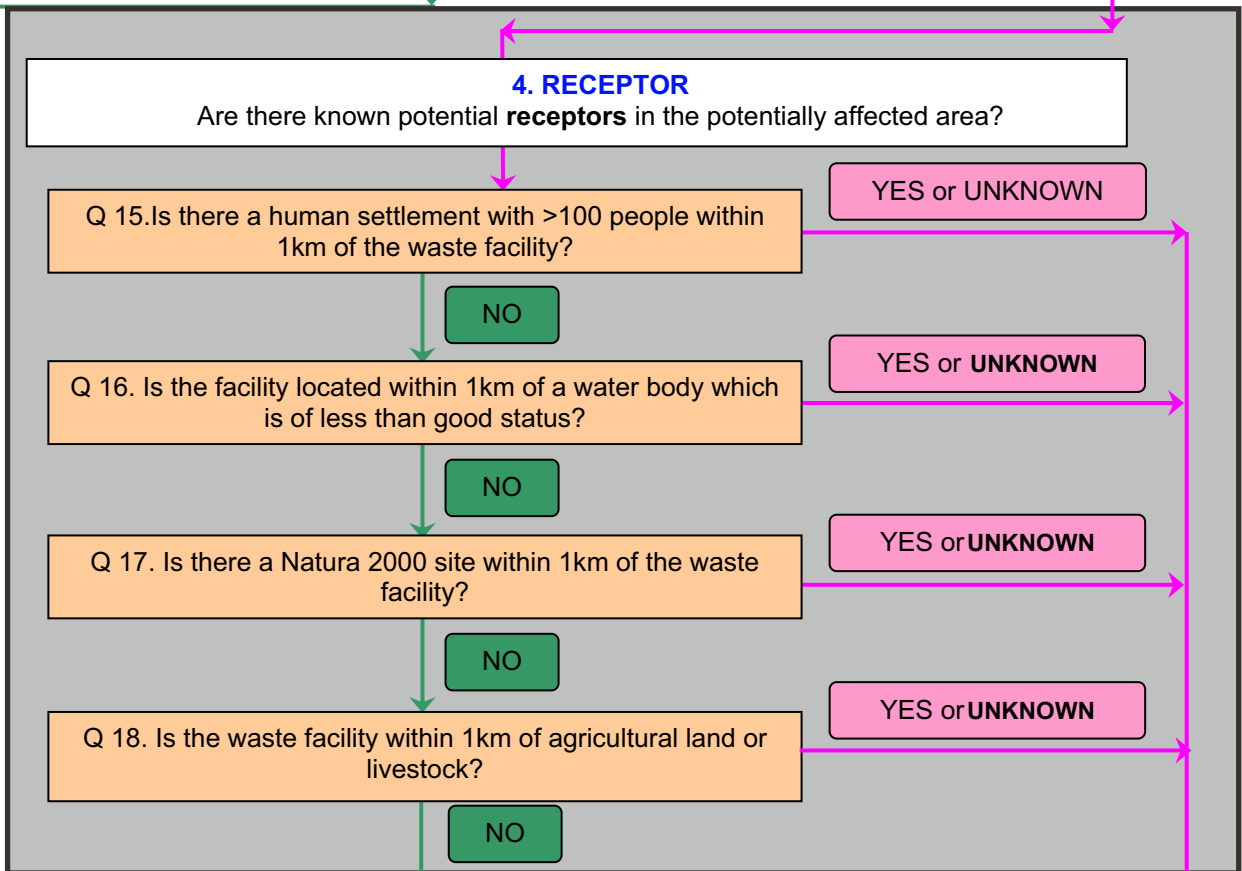 4. RECEPTOR
Are there known potential receptors in the potentially affected area?
YES or UNKNOWN
Q 15.Is there a human settlement with >100 people within
1km of the waste facility?
NO
YES or UNKNOWN
Q 16. Is the facility located within 1km of a water body which
is of less than good status?
NO
YES orUNKNOWN
Q 17. Is there a Natura 2000 site within 1km of the waste
facility?
NO
YES orUNKNOWN
Q 18. Is the waste facility within 1km of agricultural land or
livestock?
NO